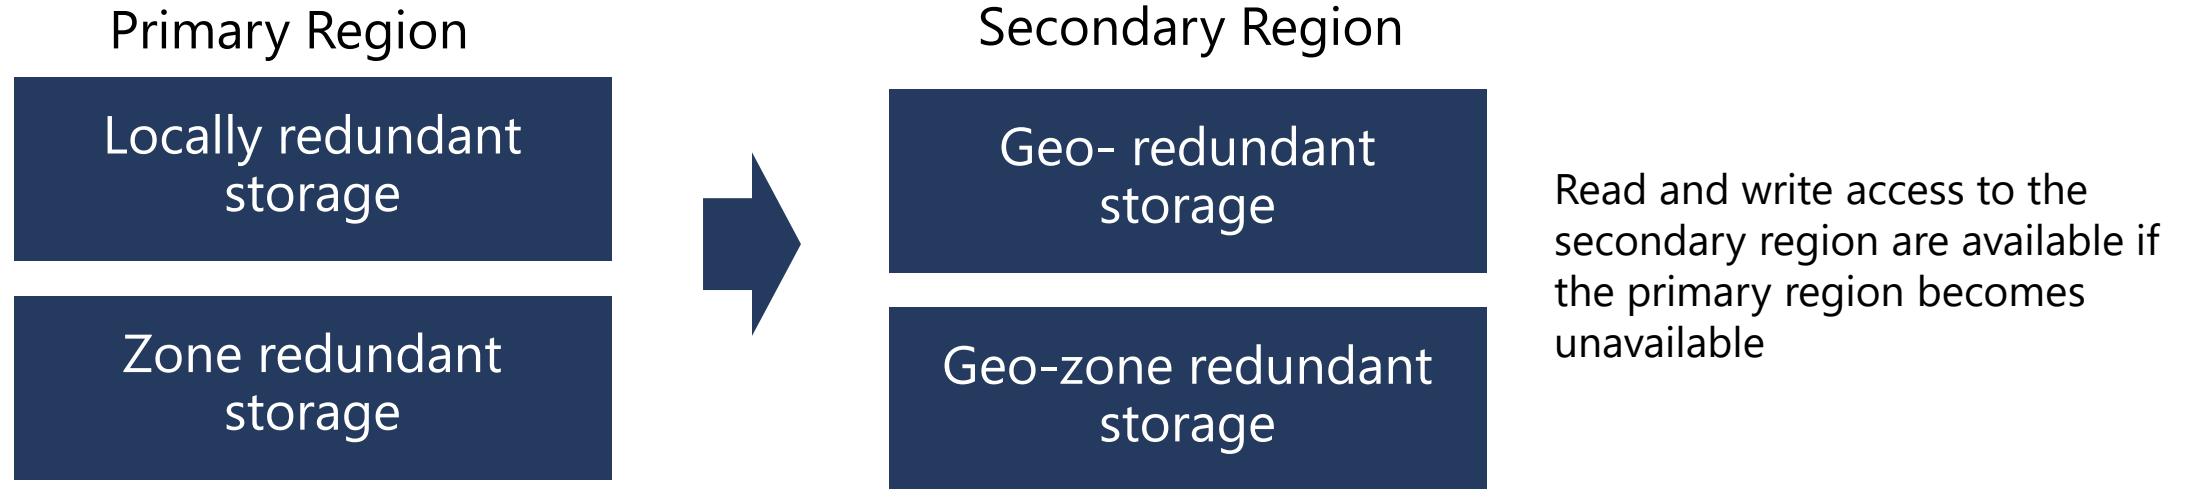 Primary Region
Locally redundant
storage
Zone redundant
storage
Secondary Region
Geo- redundant
storage
Geo-zone redundant
storage
Read and write access to the
secondary region are available if
the primary region becomes
unavailable